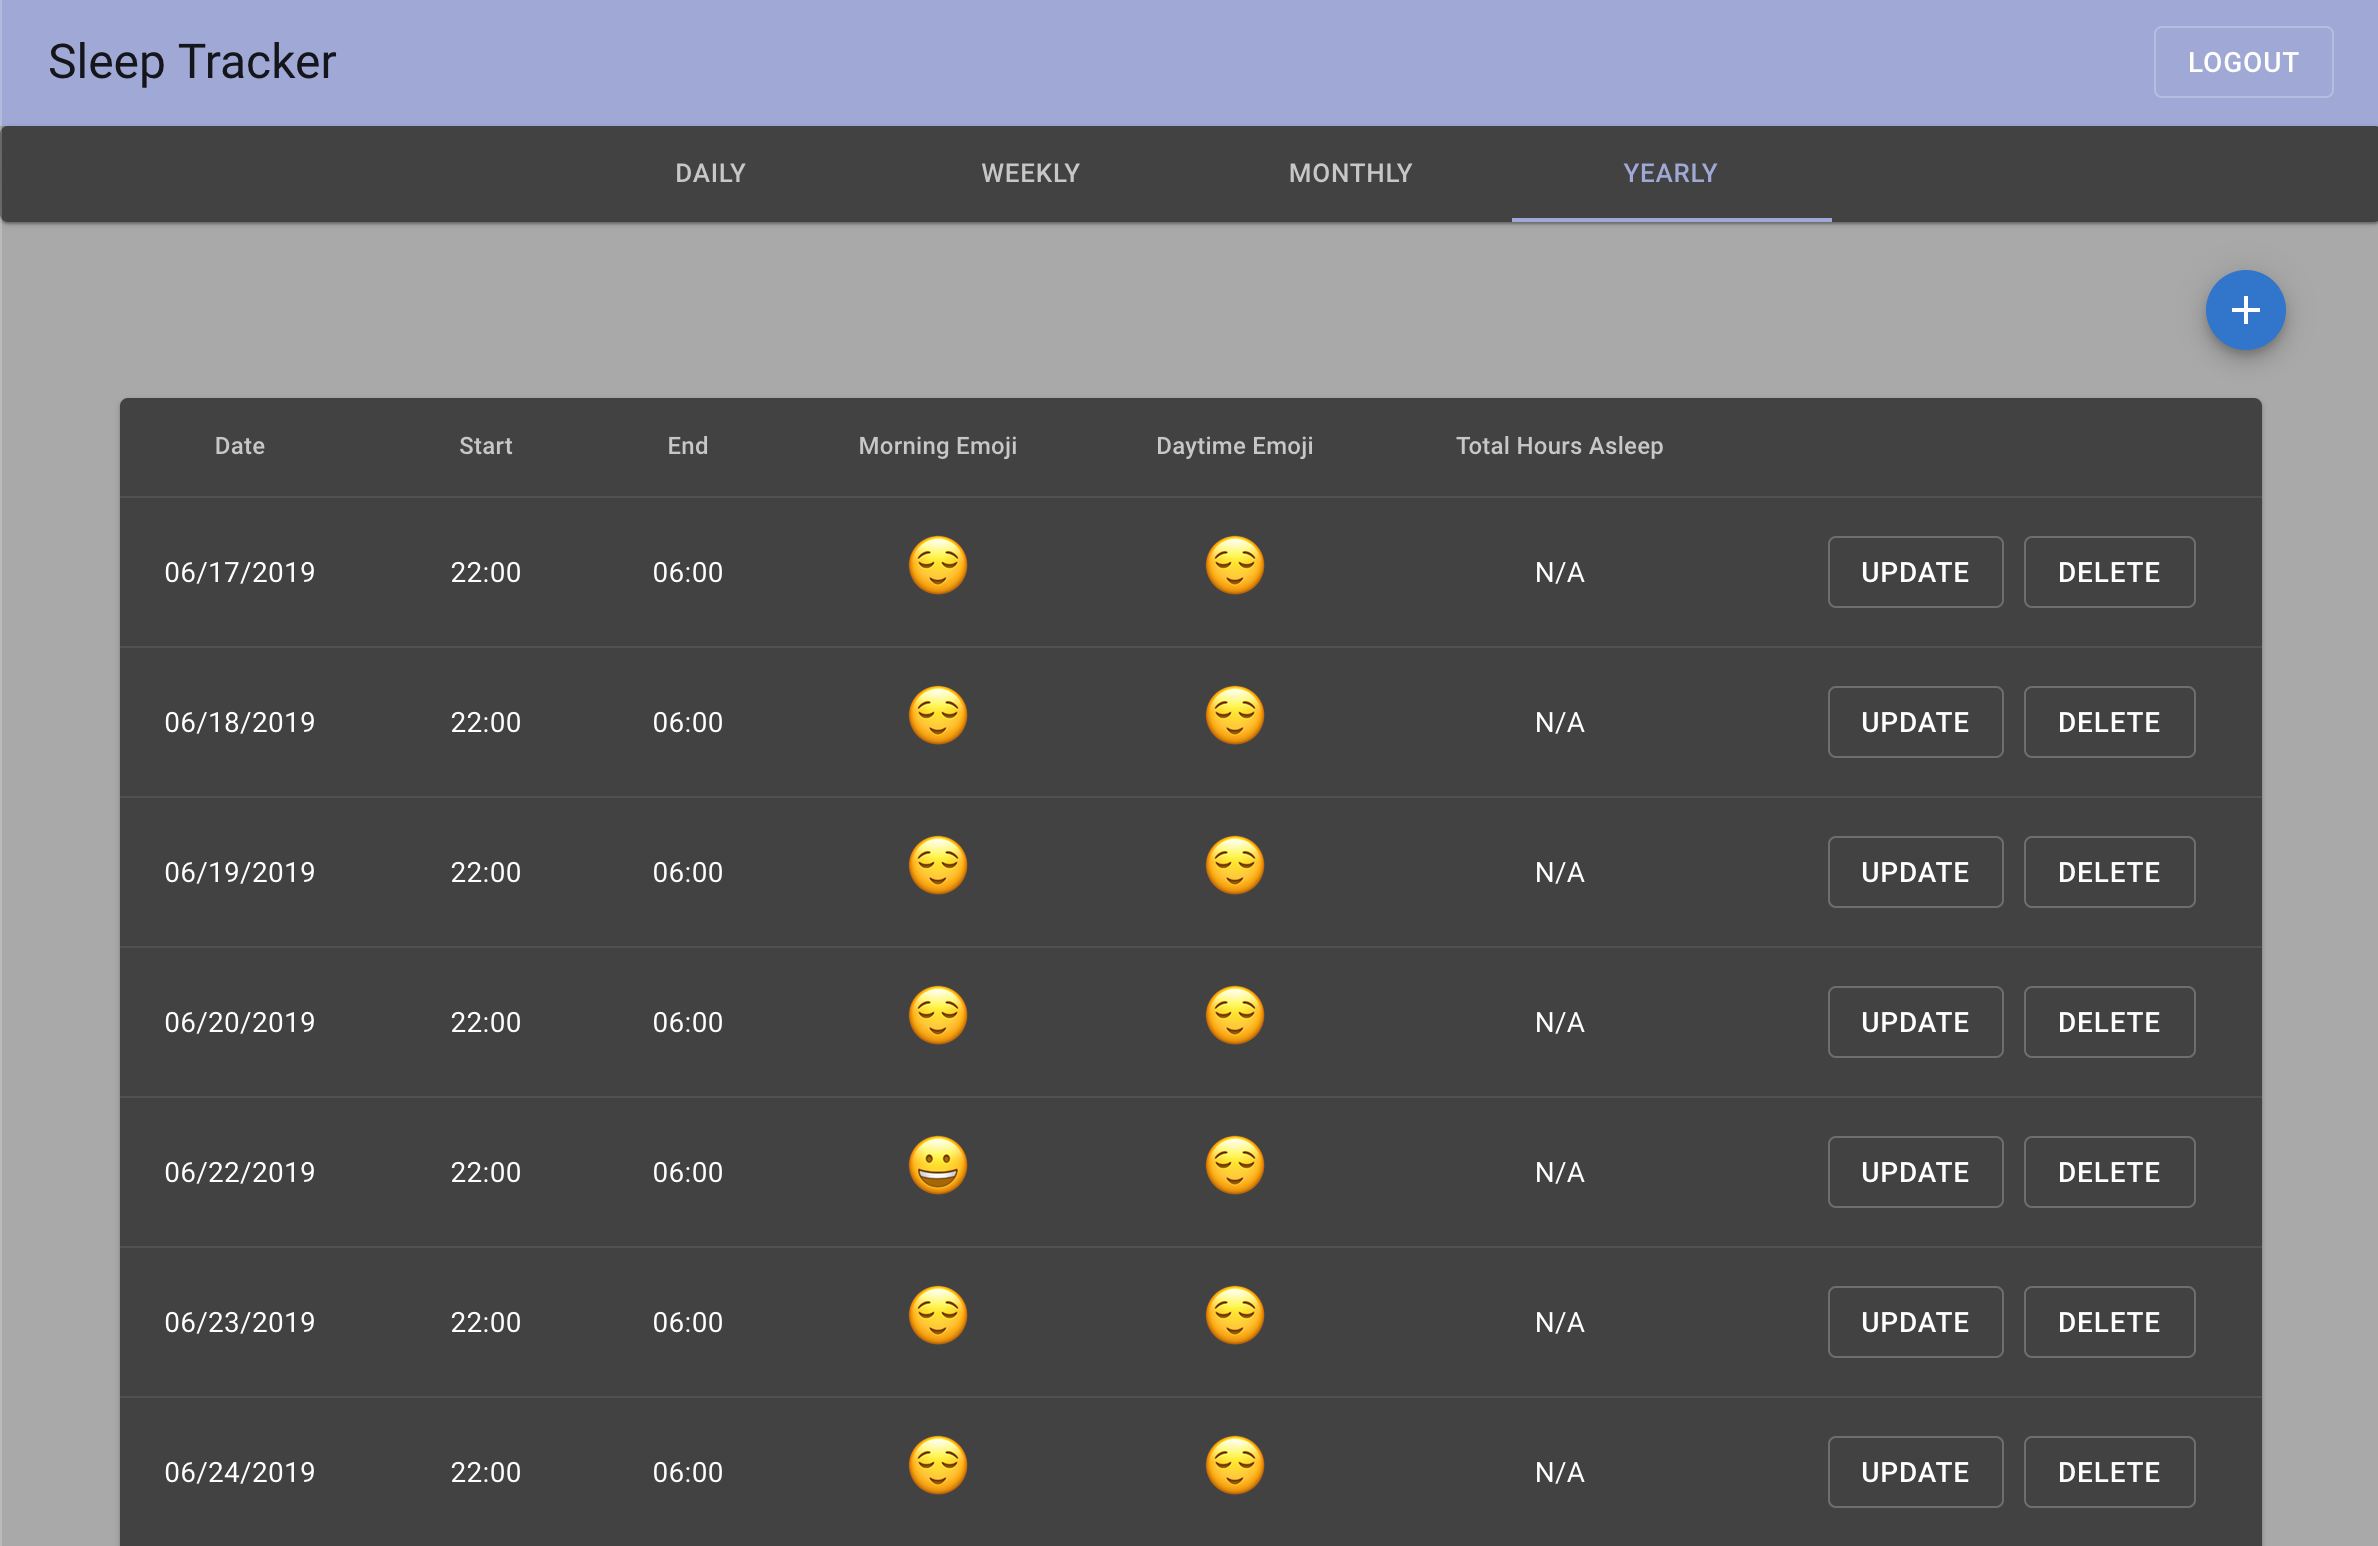 Sleep Tracker LOGOUT
DAILY WEEKLY MONTHLY YEARLY
+
Date Start End Morning Emoji Daytime Emoji Total Hours Asleep
06/17/2019 22:00 06:00 😌 😌 N/A UPDATE DELETE
06/18/2019 22:00 06:00 😌 😌 N/A UPDATE DELETE
06/19/2019 22:00 06:00 😌 😌 N/A UPDATE DELETE
06/20/2019 22:00 06:00 😌 😌 N/A UPDATE DELETE
06/22/2019 22:00 06:00 😀 😌 N/A UPDATE DELETE
06/23/2019 22:00 06:00 😌 😌 N/A UPDATE DELETE
06/24/2019 22:00 06:00 😌 😌 N/A UPDATE DELETE